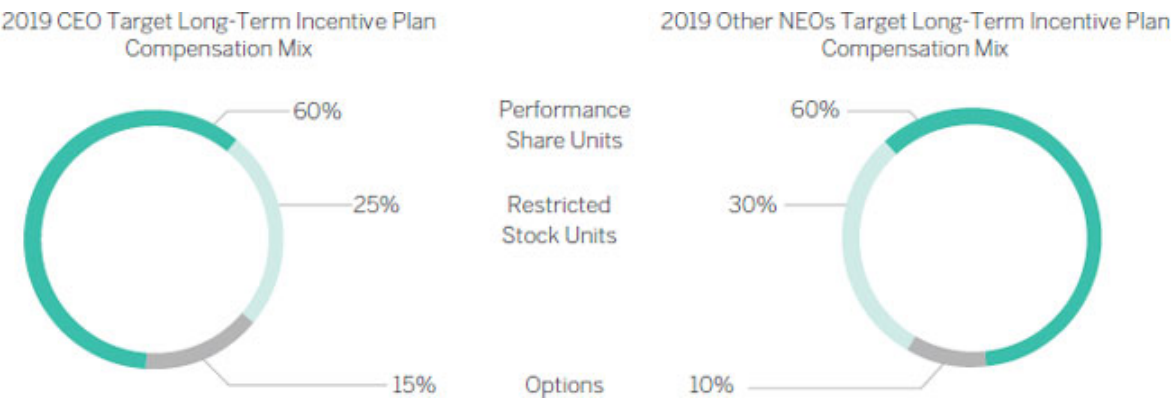 2019 CEO Target Long-Term Incentive Plan
Compensation Mix
2019 Other NEOs Target Long-Term Incentive Plan
Compensation Mix
60%
Performance
Share Units
60%
25%
Restricted
Stock Units
30%
15%
Options
10%